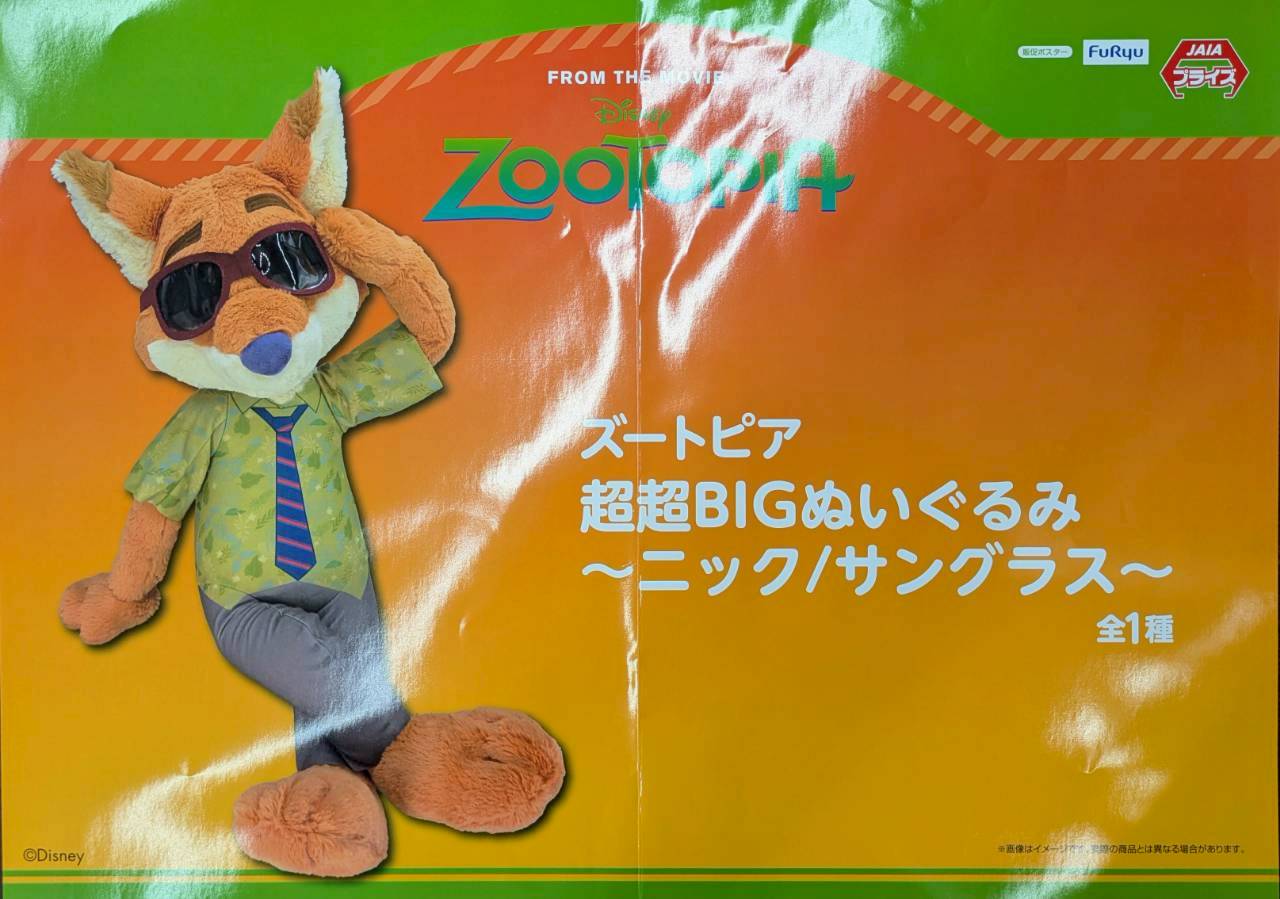 販促ポスター FuRyu JAIA
プライズ
FROM THE MOVIE
Disney
ZOOTOPIA
ズートピア
超超BIGぬいぐるみ
～ニック/サングラス～
全1種
©Disney
※画像はイメージです。実際の商品とは異なる場合があります。